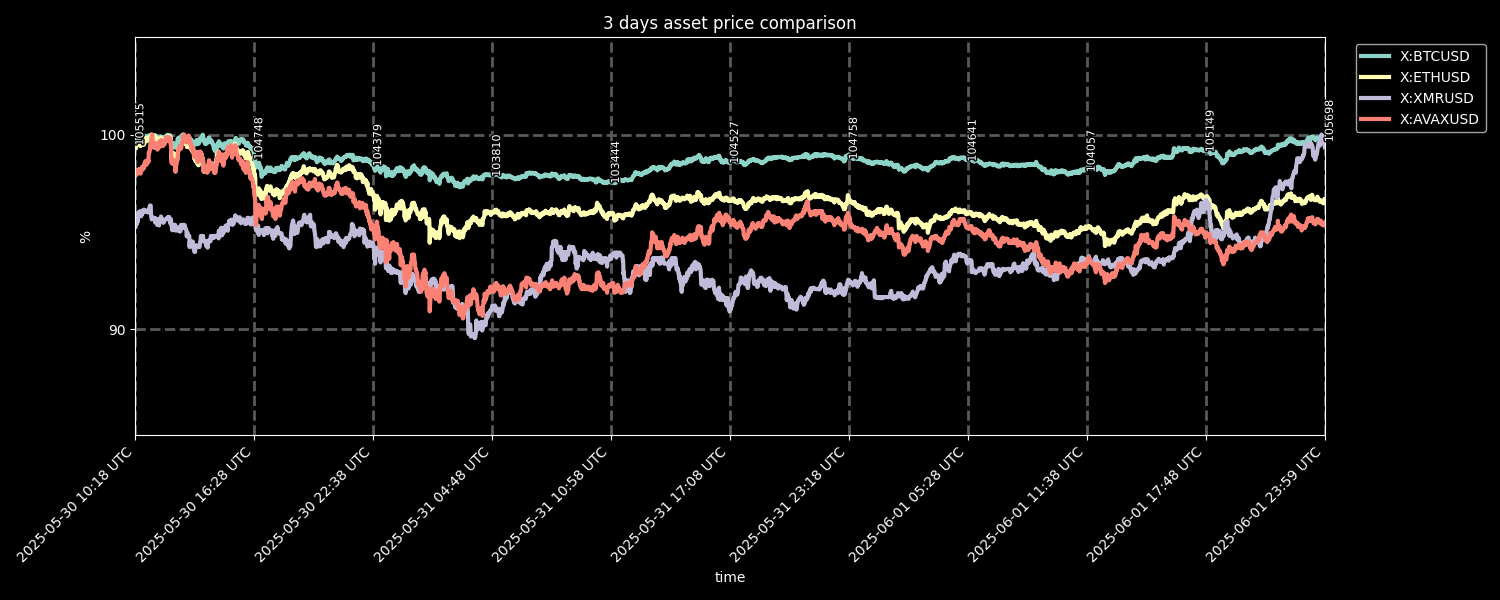 3 days asset price comparison
X:BTCUSD
X:ETHUSD
X:XMRUSD
X:AVAXUSD
100
90
%
105515
104748
104379
103810
103444
104527
104758
104641
104057
105149
105698
2025-05-30 10:18 UTC
2025-05-30 16:28 UTC
2025-05-30 22:38 UTC
2025-05-31 04:48 UTC
2025-05-31 10:58 UTC
2025-05-31 17:08 UTC
2025-05-31 23:18 UTC
2025-06-01 05:28 UTC
2025-06-01 11:38 UTC
2025-06-01 17:48 UTC
2025-06-01 23:59 UTC
time